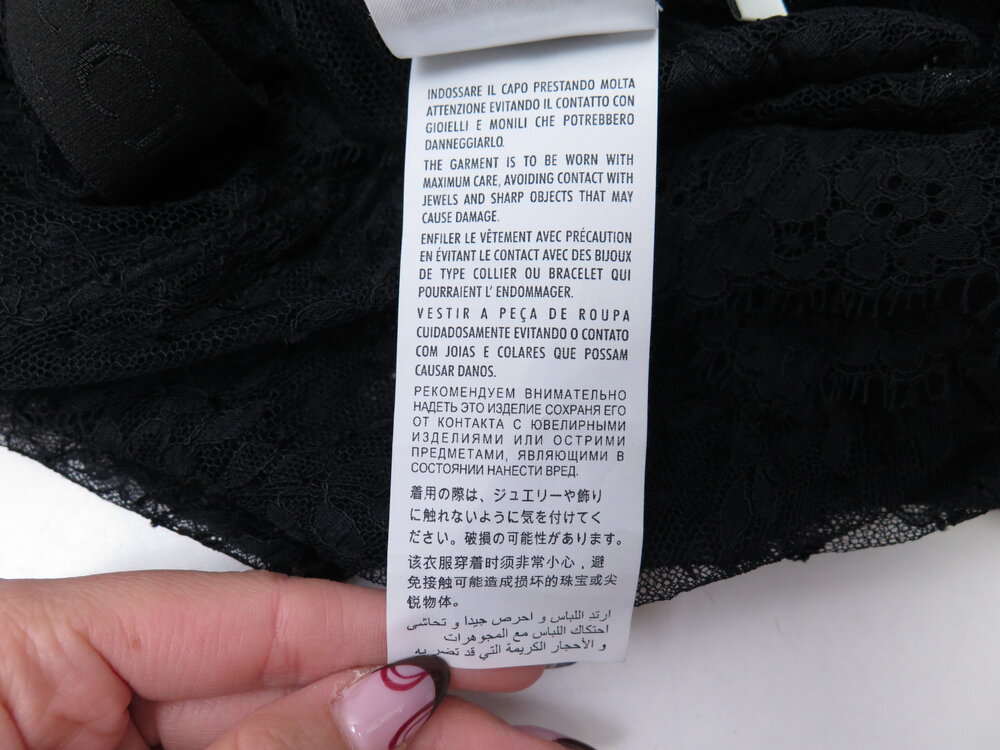 INDOSSARE IL CAPO PRESTANDO MOLTA
ATTENZIONE EVITANDO IL CONTATTO CON
GIOIELLI E MONILI CHE POTREBBERO
DANNEGGIARLO.
THE GARMENT IS TO BE WORN WITH
MAXIMUM CARE, AVOIDING CONTACT WITH
JEWELS AND SHARP OBJECTS THAT MAY
CAUSE DAMAGE.
ENFILER LE VÊTEMENT AVEC PRÉCAUTION
EN ÉVITANT LE CONTACT AVEC DES BIJOUX
DE TYPE COLLIER OU BRACELET QUI
POURRAIENT L' ENDOMMAGER.
VESTIR A PEÇA DE ROUPA
CUIDADOSAMENTE EVITANDO O CONTATO
COM JOIAS E COLARES QUE POSSAM
CAUSAR DANOS.
РЕКОМЕНДУЕМ ВНИМАТЕЛЬНО
НАДЕТЬ ЭТО ИЗДЕЛИЕ СОХРАНЯ ЕГО
ОТ КОНТАКТА С ЮВЕЛИРНЫМИ
ИЗДЕЛИЯМИ ИЛИ ОСТРИМИ
ПРЕДМЕТАМИ, ЯВЛЯЮЩИМИ В
СОСТОЯНИИ НАНЕСТИ ВРЕД.
着用の際は、ジュエリーや飾り
に触れないように気を付けてく
ださい。破損の可能性があります。
该衣服穿着时须非常小心，避
免接触可能造成损坏的珠宝或尖
锐物体。
ارتد اللباس و احرص جيدا و تحاشى
احتكاك اللباس مع المجوهرات
و الأحجار الكريمة التي قد تضر به